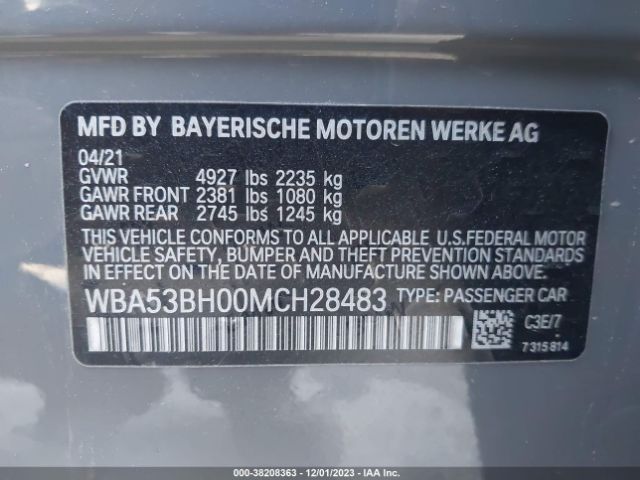 MFD BY BAYERISCHE MOTOREN WERKE AG
04/21
GVWR 4927 lbs 2235 kg
GAWR FRONT 2381 lbs 1080 kg
GAWR REAR 2745 lbs 1245 kg
THIS VEHICLE CONFORMS TO ALL APPLICABLE U.S.FEDERAL MOTOR
VEHICLE SAFETY, BUMPER AND THEFT PREVENTION STANDARDS
IN EFFECT ON THE DATE OF MANUFACTURE SHOWN ABOVE.
WBA53BH00MCH28483 TYPE: PASSENGER CAR
C3E/7
7 315 814
000-38208363 • 12/01/2023 • IAAI.COM